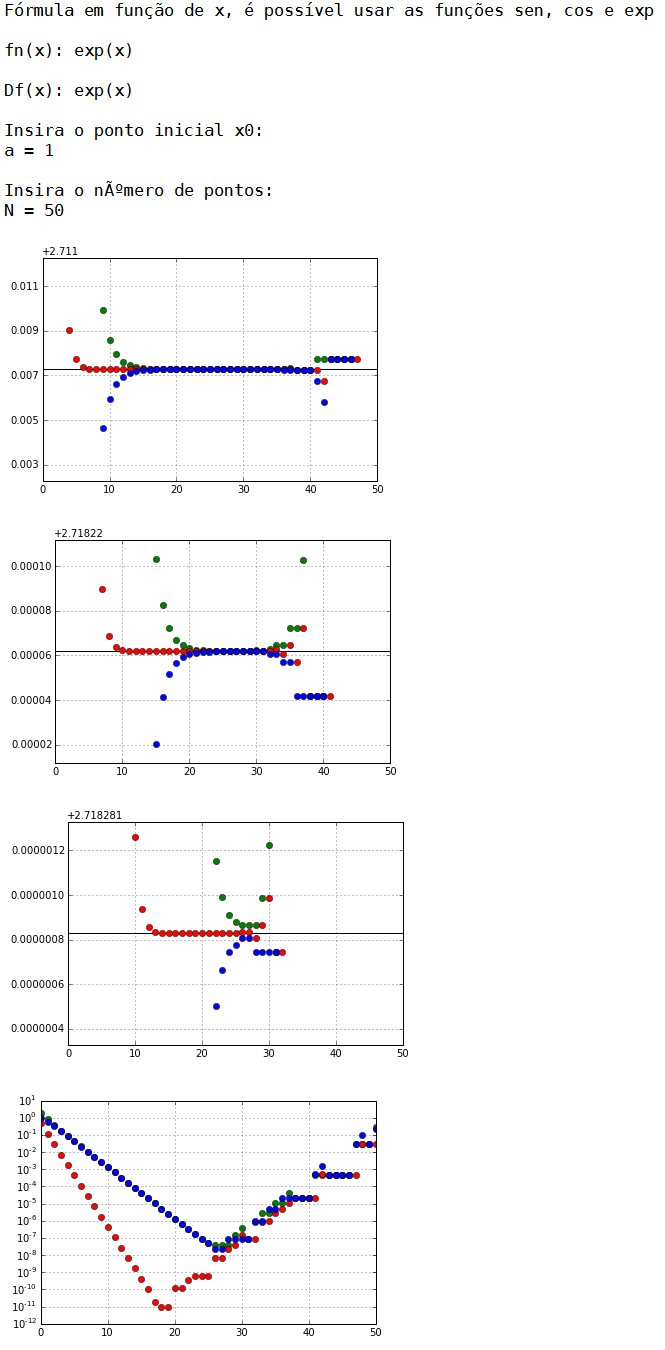 Fórmula em função de x, é possível usar as funções sen, cos e exp
fn(x): exp(x)
Df(x): exp(x)
Insira o ponto inicial x0:
a = 1
Insira o nÃºmero de pontos:
N = 50
+2.711
0.011
0.009
0.007
0.005
0.003
0 10 20 30 40 50
+2.71822
0.00010
0.00008
0.00006
0.00004
0.00002
0 10 20 30 40 50
+2.718281
0.0000012
0.0000010
0.0000008
0.0000006
0.0000004
0 10 20 30 40 50
10^1
10^0
10^-1
10^-2
10^-3
10^-4
10^-5
10^-6
10^-7
10^-8
10^-9
10^-10
10^-11
10^-12
0 10 20 30 40 50